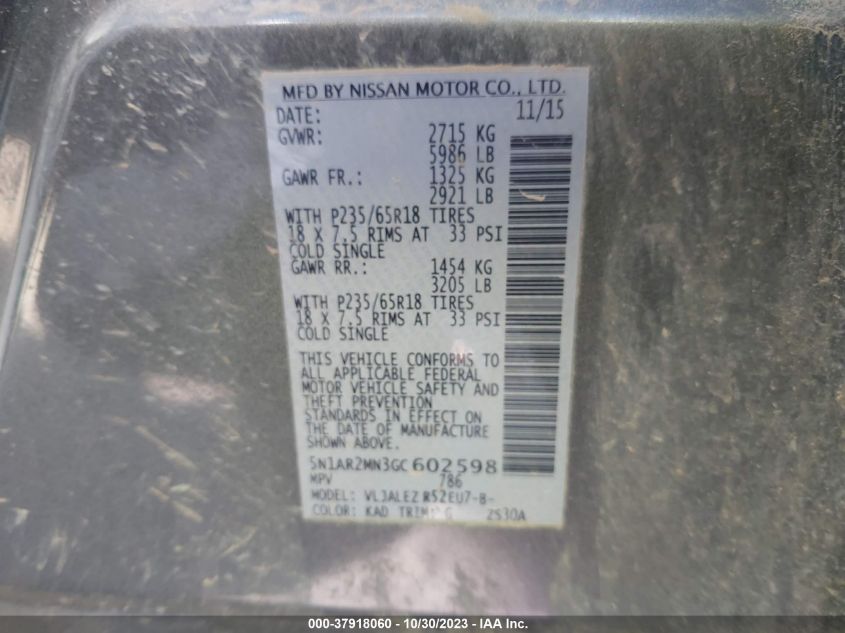 MFD BY NISSAN MOTOR CO., LTD.
DATE: 11/15
GVWR: 2715 KG
5986 LB
GAWR FR.: 1325 KG
2921 LB
WITH P235/65R18 TIRES
18 X 7.5 RIMS AT 33 PSI
COLD SINGLE
GAWR RR.: 1454 KG
3205 LB
WITH P235/65R18 TIRES
18 X 7.5 RIMS AT 33 PSI
COLD SINGLE
THIS VEHICLE CONFORMS TO
ALL APPLICABLE FEDERAL
MOTOR VEHICLE SAFETY AND
THEFT PREVENTION
STANDARDS IN EFFECT ON
THE DATE OF MANUFACTURE
SHOWN ABOVE.
5N1AR2MN3GC602598
MPV 786
MODEL: VL3ALEZ R52EU7-B-
COLOR: KAD G 2S30A
000-37918060 - 10/30/2023 - IAA Inc.